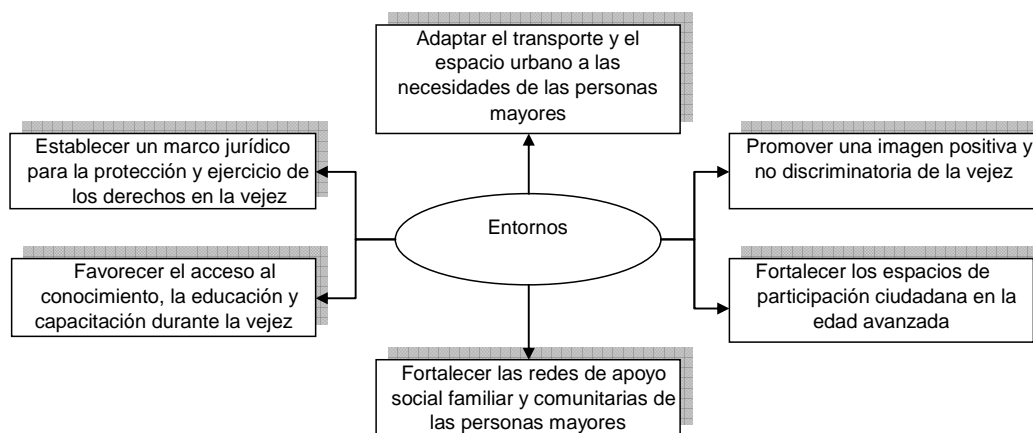 Adaptar el transporte y el
espacio urbano a las
necesidades de las personas
mayores
Establecer un marco jurídico
para la protección y ejercicio de
los derechos en la vejez
Promover una imagen positiva y
no discriminatoria de la vejez
Entornos
Favorecer el acceso al
conocimiento, la educación y
capacitación durante la vejez
Fortalecer los espacios de
participación ciudadana en la
edad avanzada
Fortalecer las redes de apoyo
social familiar y comunitarias de
las personas mayores